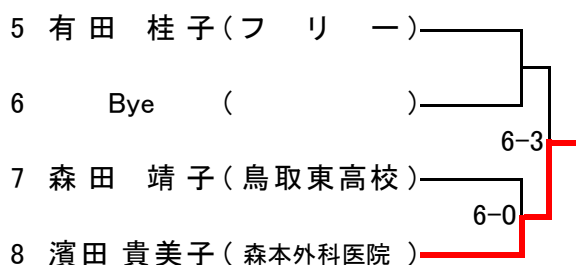 5 有田 桂子(フリー)
6 Bye ( )
6-3
7 森田 靖子(鳥取東高校)
6-0
8 濱田 貴美子(森本外科医院)